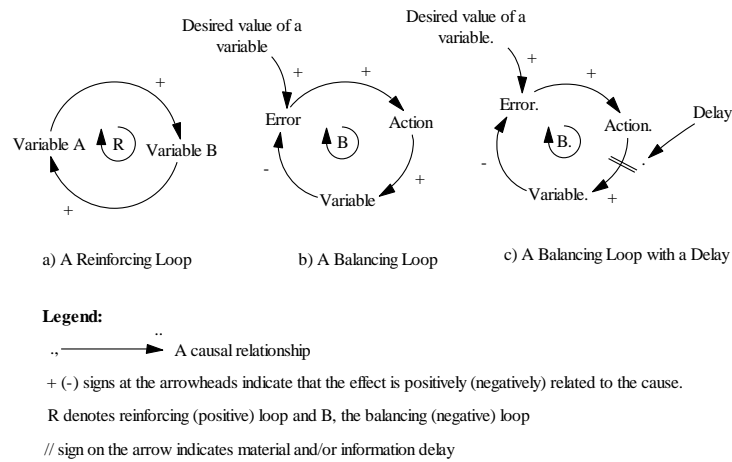 Desired value of a
variable
+
+
Error
Action
B
-
+
Variable
Desired value of a
variable.
+
+
Error.
Action.
Delay
B.
.
-
+
Variable.
+
Variable A
R
Variable B
+
a) A Reinforcing Loop
b) A Balancing Loop
c) A Balancing Loop with a Delay
Legend:
.,
..
A causal relationship
+ (-) signs at the arrowheads indicate that the effect is positively (negatively) related to the cause.
R denotes reinforcing (positive) loop and B, the balancing (negative) loop
// sign on the arrow indicates material and/or information delay